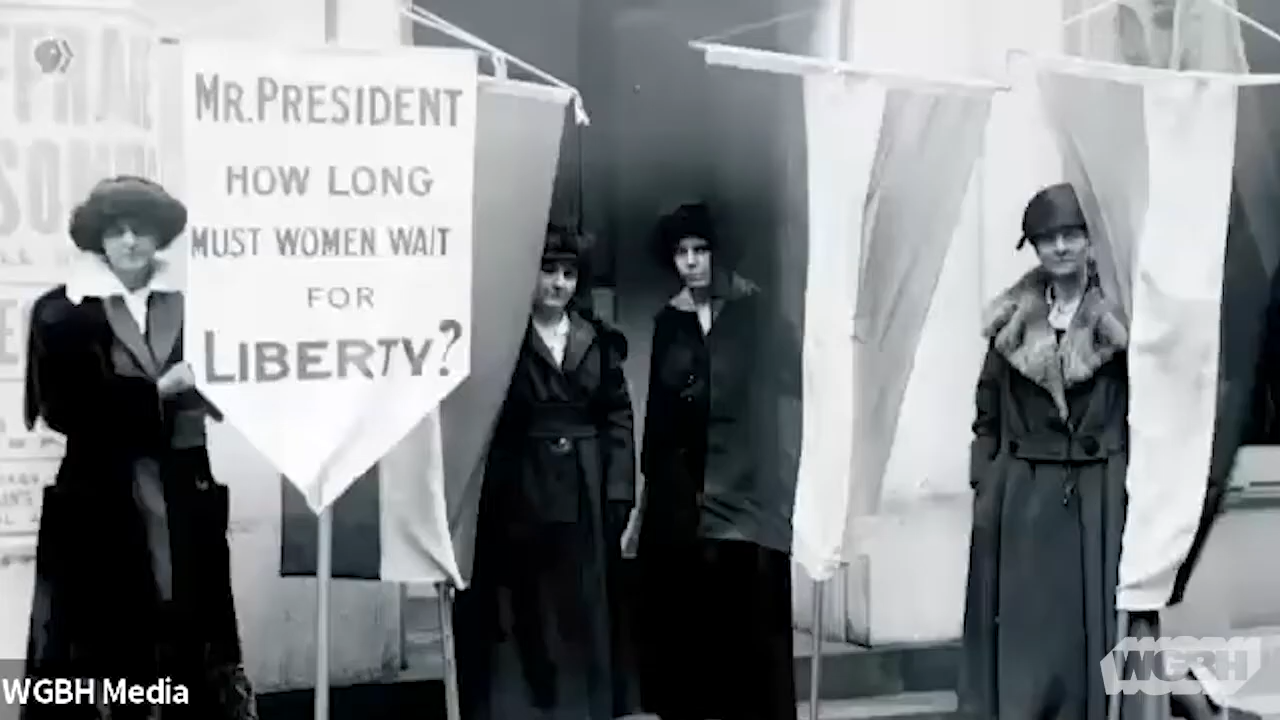 MR. PRESIDENT
HOW LONG
MUST WOMEN WAIT
FOR
LIBERTY?
WGBH Media
WGBH